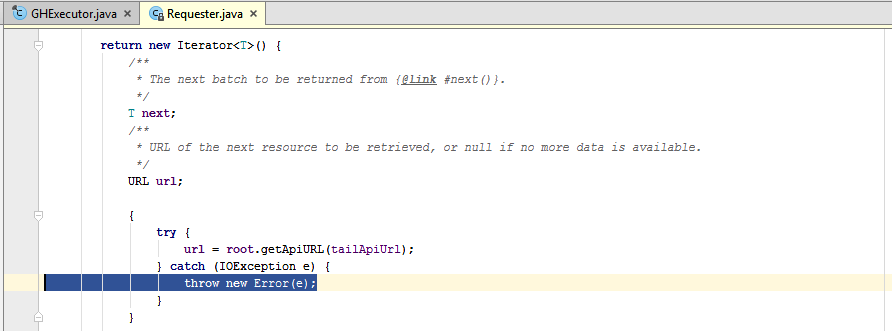 GHExecutor.java × Requester.java ×
return new Iterator<T>() {
/**
* The next batch to be returned from {@link #next()}.
*/
T next;
/**
* URL of the next resource to be retrieved, or null if no more data is available.
*/
URL url;
{
try {
url = root.getApiURL(tailApiUrl);
} catch (IOException e) {
throw new Error(e);
}
}